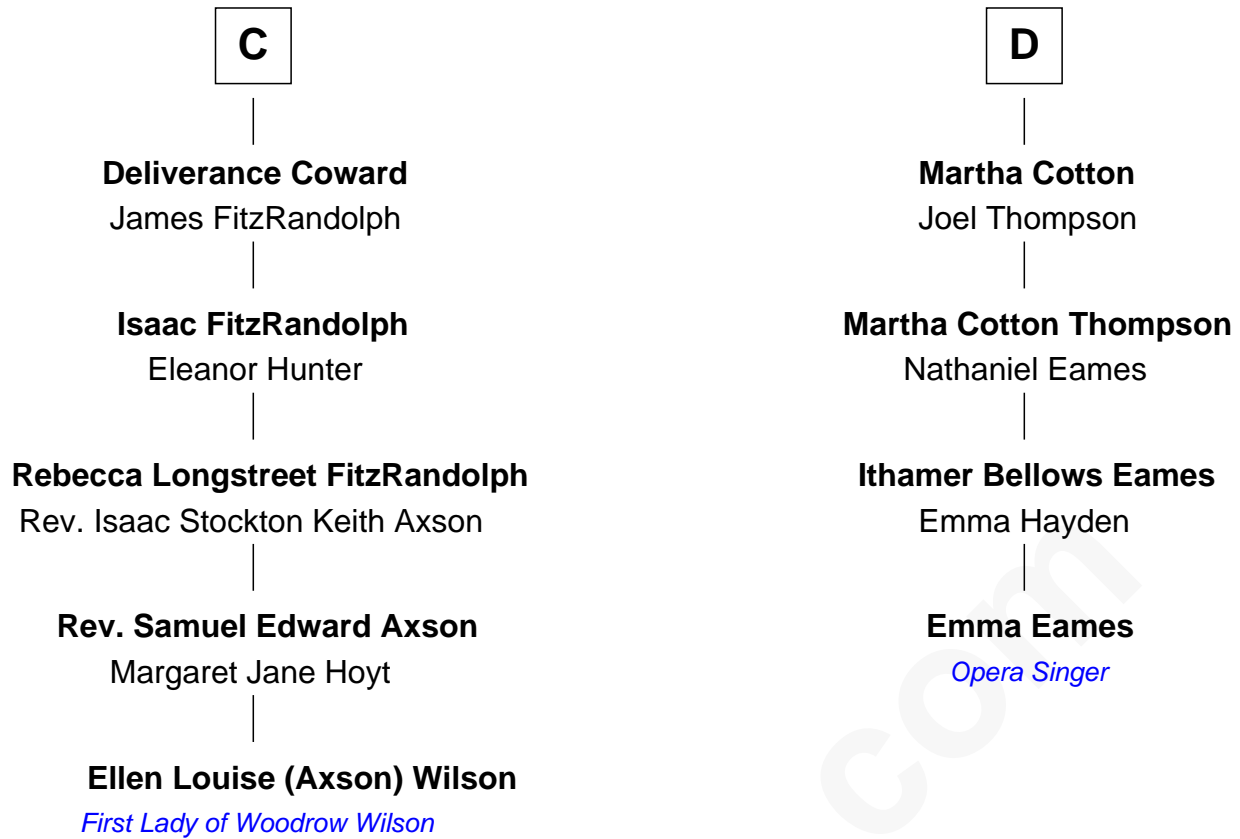 C
Deliverance Coward
James FitzRandolph
Isaac FitzRandolph
Eleanor Hunter
Rebecca Longstreet FitzRandolph
Rev. Isaac Stockton Keith Axson
Rev. Samuel Edward Axson
Margaret Jane Hoyt
Ellen Louise (Axson) Wilson
First Lady of Woodrow Wilson
D
Martha Cotton
Joel Thompson
Martha Cotton Thompson
Nathaniel Eames
Ithamer Bellows Eames
Emma Hayden
Emma Eames
Opera Singer
com